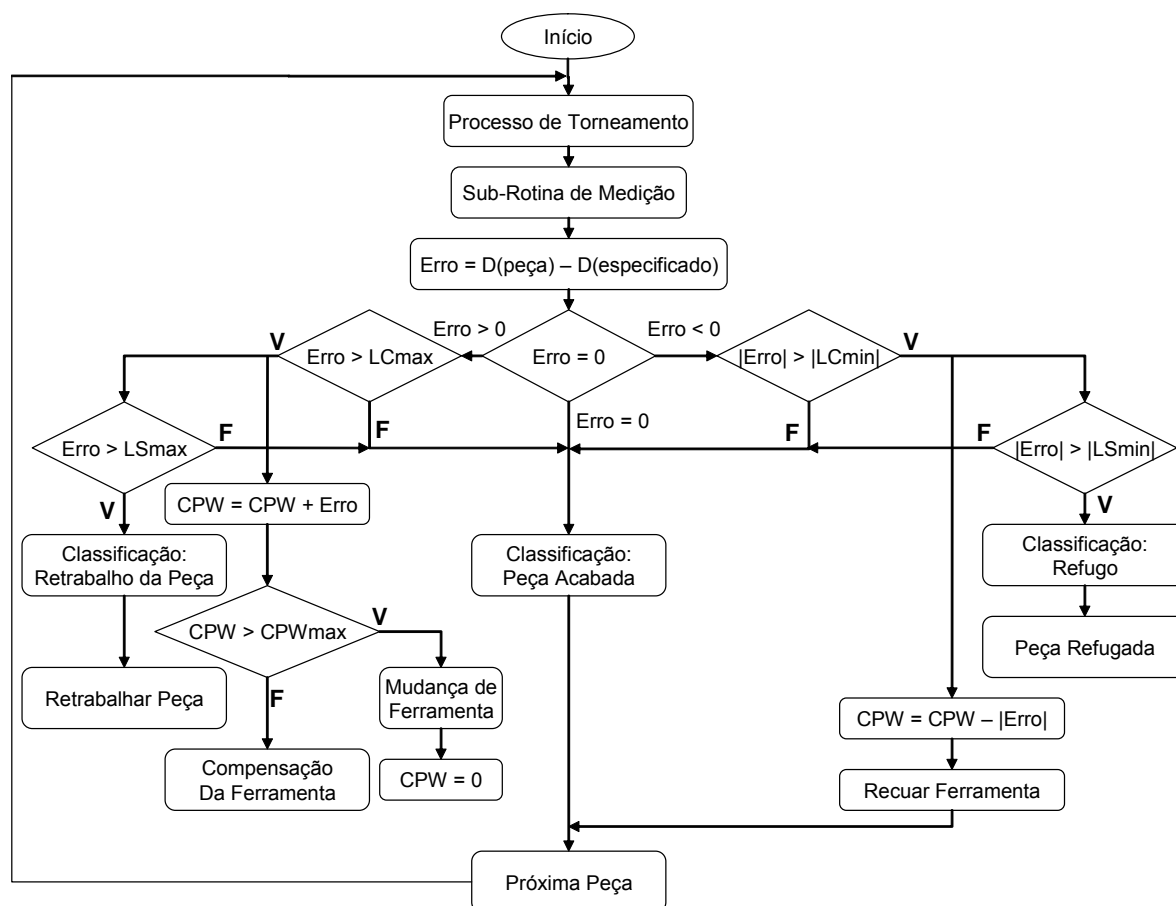 Início
Processo de Torneamento
Sub-Rotina de Medição
Erro = D(peça) – D(especificado)
Erro > 0
Erro < 0
V
Erro > LCmax
Erro = 0
|Erro| > |LCmin|
V
Erro = 0
Erro > LSmax
F
F
F
F
|Erro| > |LSmin|
V
CPW = CPW + Erro
V
Classificação:
Retrabalho da Peça
Classificação:
Peça Acabada
Classificação:
Refugo
CPW > CPWmax
V
Peça Refugada
Retrabalhar Peça
F
Mudança de
Ferramenta
CPW = CPW – |Erro|
Compensação
Da Ferramenta
CPW = 0
Recuar Ferramenta
Próxima Peça